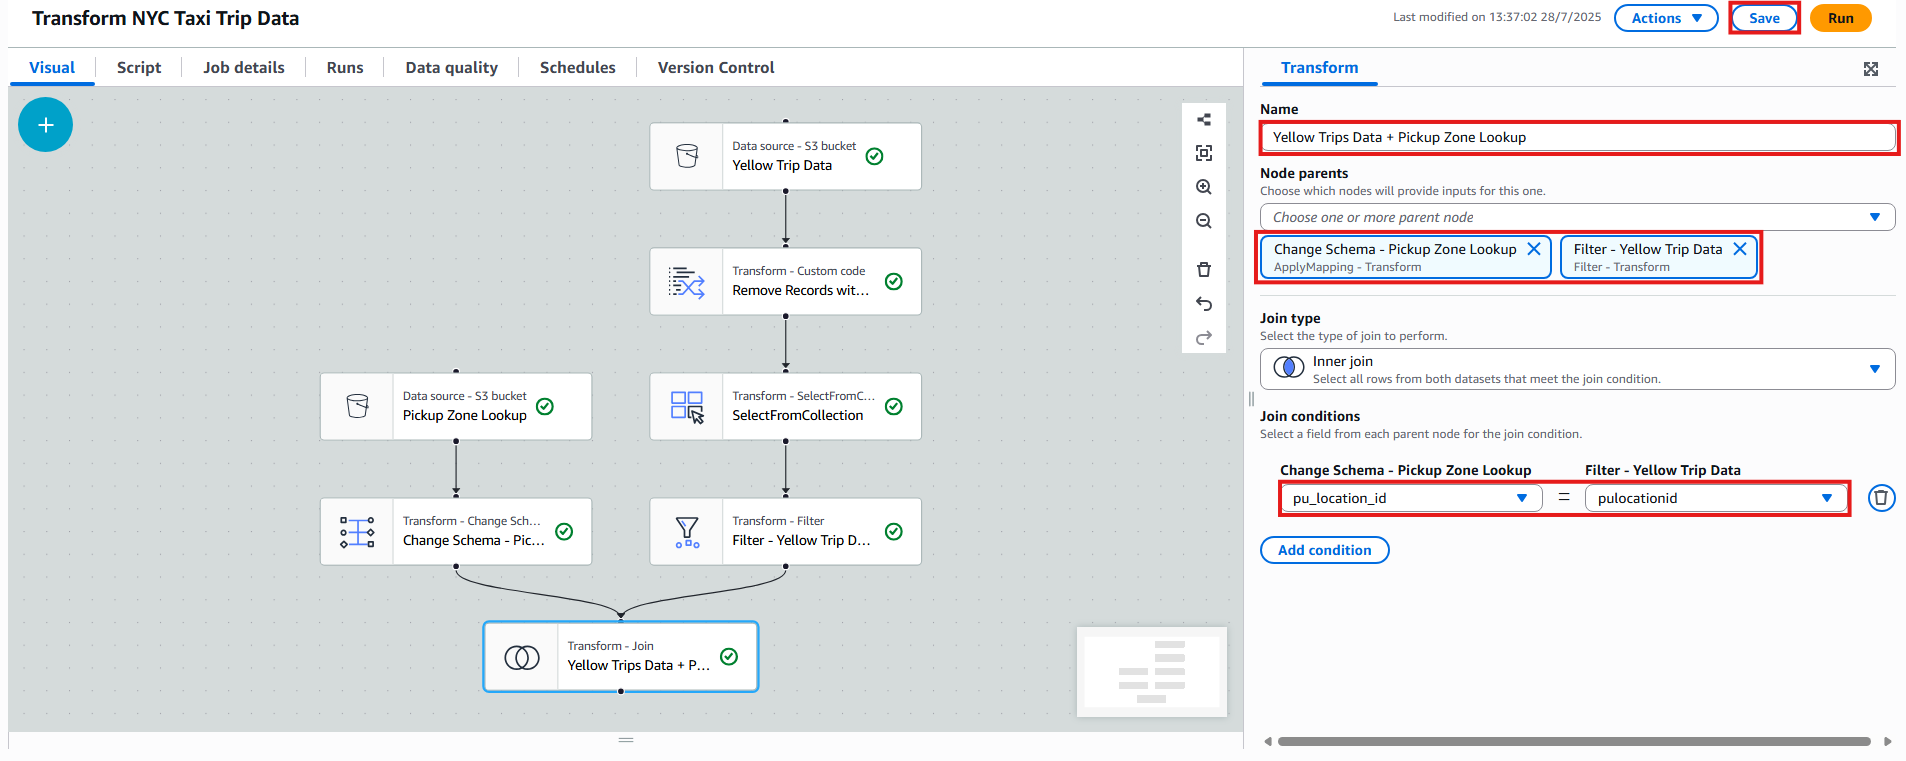 Transform NYC Taxi Trip Data
Last modified on 13:37:02 28/7/2025
Actions
Save
Run
Visual
Script
Job details
Runs
Data quality
Schedules
Version Control
Data source - S3 bucket
Yellow Trip Data
Transform - Custom code
Remove Records wit...
Data source - S3 bucket
Pickup Zone Lookup
Transform - SelectFromC...
SelectFromCollection
Transform - Change Sch...
Change Schema - Pic...
Transform - Filter
Filter - Yellow Trip D...
Transform - Join
Yellow Trips Data + P...
Transform
Name
Yellow Trips Data + Pickup Zone Lookup
Node parents
Choose which nodes will provide inputs for this one.
Choose one or more parent node
Change Schema - Pickup Zone Lookup
ApplyMapping - Transform
Filter - Yellow Trip Data
Filter - Transform
Join type
Select the type of join to perform.
Inner join
Select all rows from both datasets that meet the join condition.
Join conditions
Select a field from each parent node for the join condition.
Change Schema - Pickup Zone Lookup
Filter - Yellow Trip Data
pu_location_id
=
pulocationid
Add condition